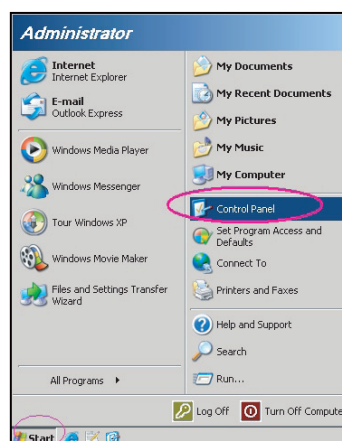 Administrator
Internet
Internet Explorer
E-mail
Outlook Express
Windows Media Player
Windows Messenger
Tour Windows XP
Windows Movie Maker
Files and Settings Transfer
Wizard
All Programs
My Documents
My Recent Documents
My Pictures
My Music
My Computer
Control Panel
Set Program Access and
Defaults
Connect To
Printers and Faxes
Help and Support
Search
Run...
Log Off
Turn Off Compute
Start